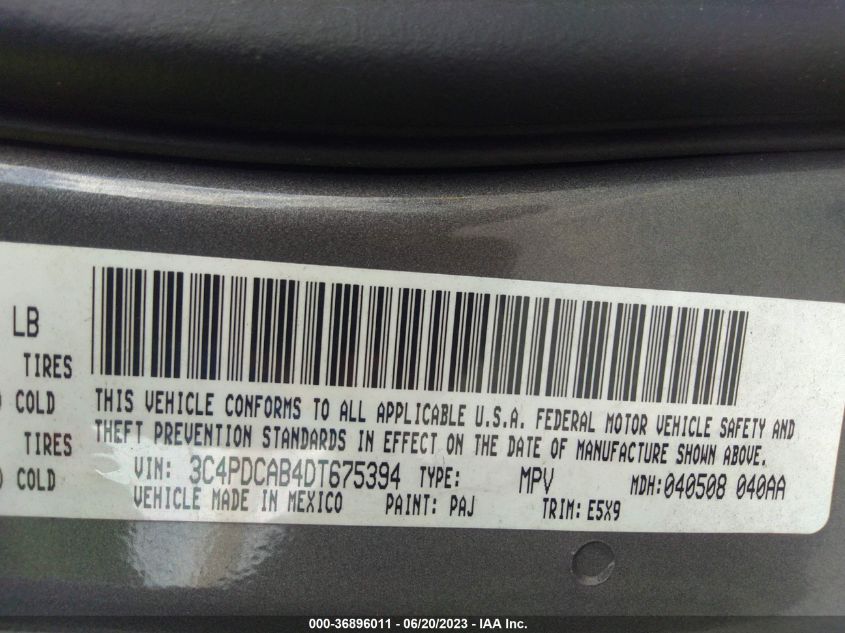 LB
TIRES
COLD
TIRES
COLD
THIS VEHICLE CONFORMS TO ALL APPLICABLE U.S.A. FEDERAL MOTOR VEHICLE SAFETY AND
THEFT PREVENTION STANDARDS IN EFFECT ON THE DATE OF MANUFACTURE SHOWN ABOVE.
VIN: 3C4PDCAB4DT675394 TYPE: MPV MDH:040508 040AA
VEHICLE MADE IN MEXICO PAINT: PAJ TRIM: E5X9
000-36896011 / 06/20/2023 - IAA Inc.